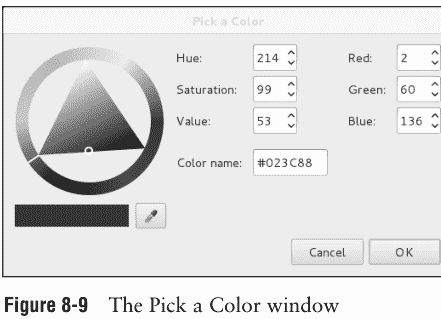 Pick a Color
Hue: 214 Red: 2
Saturation: 99 Green: 60
Value: 53 Blue: 136
Color name: #023C88
Cancel OK
Figure 8-9 The Pick a Color window